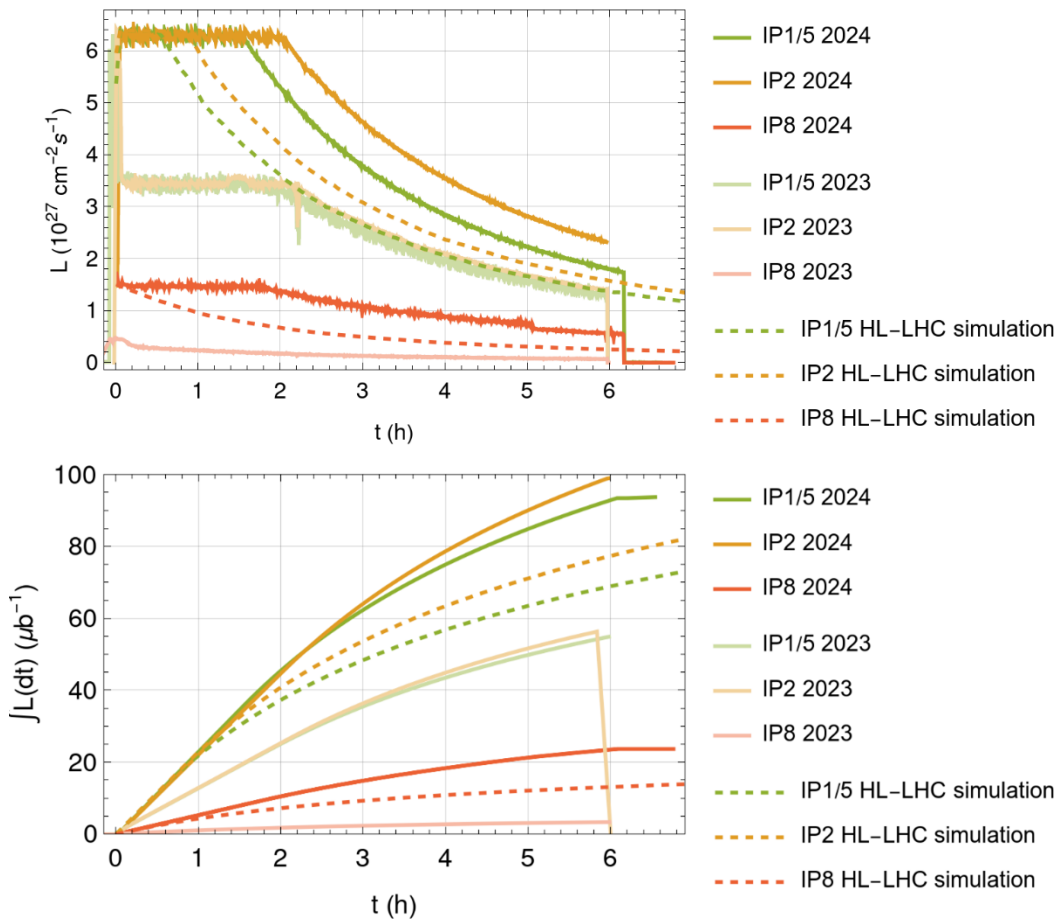 L (10²⁷ cm⁻² s⁻¹)
6
5
4
3
2
1
0
0 1 2 3 4 5 6
t (h)
IP1/5 2024
IP2 2024
IP8 2024
IP1/5 2023
IP2 2023
IP8 2023
IP1/5 HL−LHC simulation
IP2 HL−LHC simulation
IP8 HL−LHC simulation
∫L(dt) (μb⁻¹)
100
80
60
40
20
0
0 1 2 3 4 5 6
t (h)
IP1/5 2024
IP2 2024
IP8 2024
IP1/5 2023
IP2 2023
IP8 2023
IP1/5 HL−LHC simulation
IP2 HL−LHC simulation
IP8 HL−LHC simulation